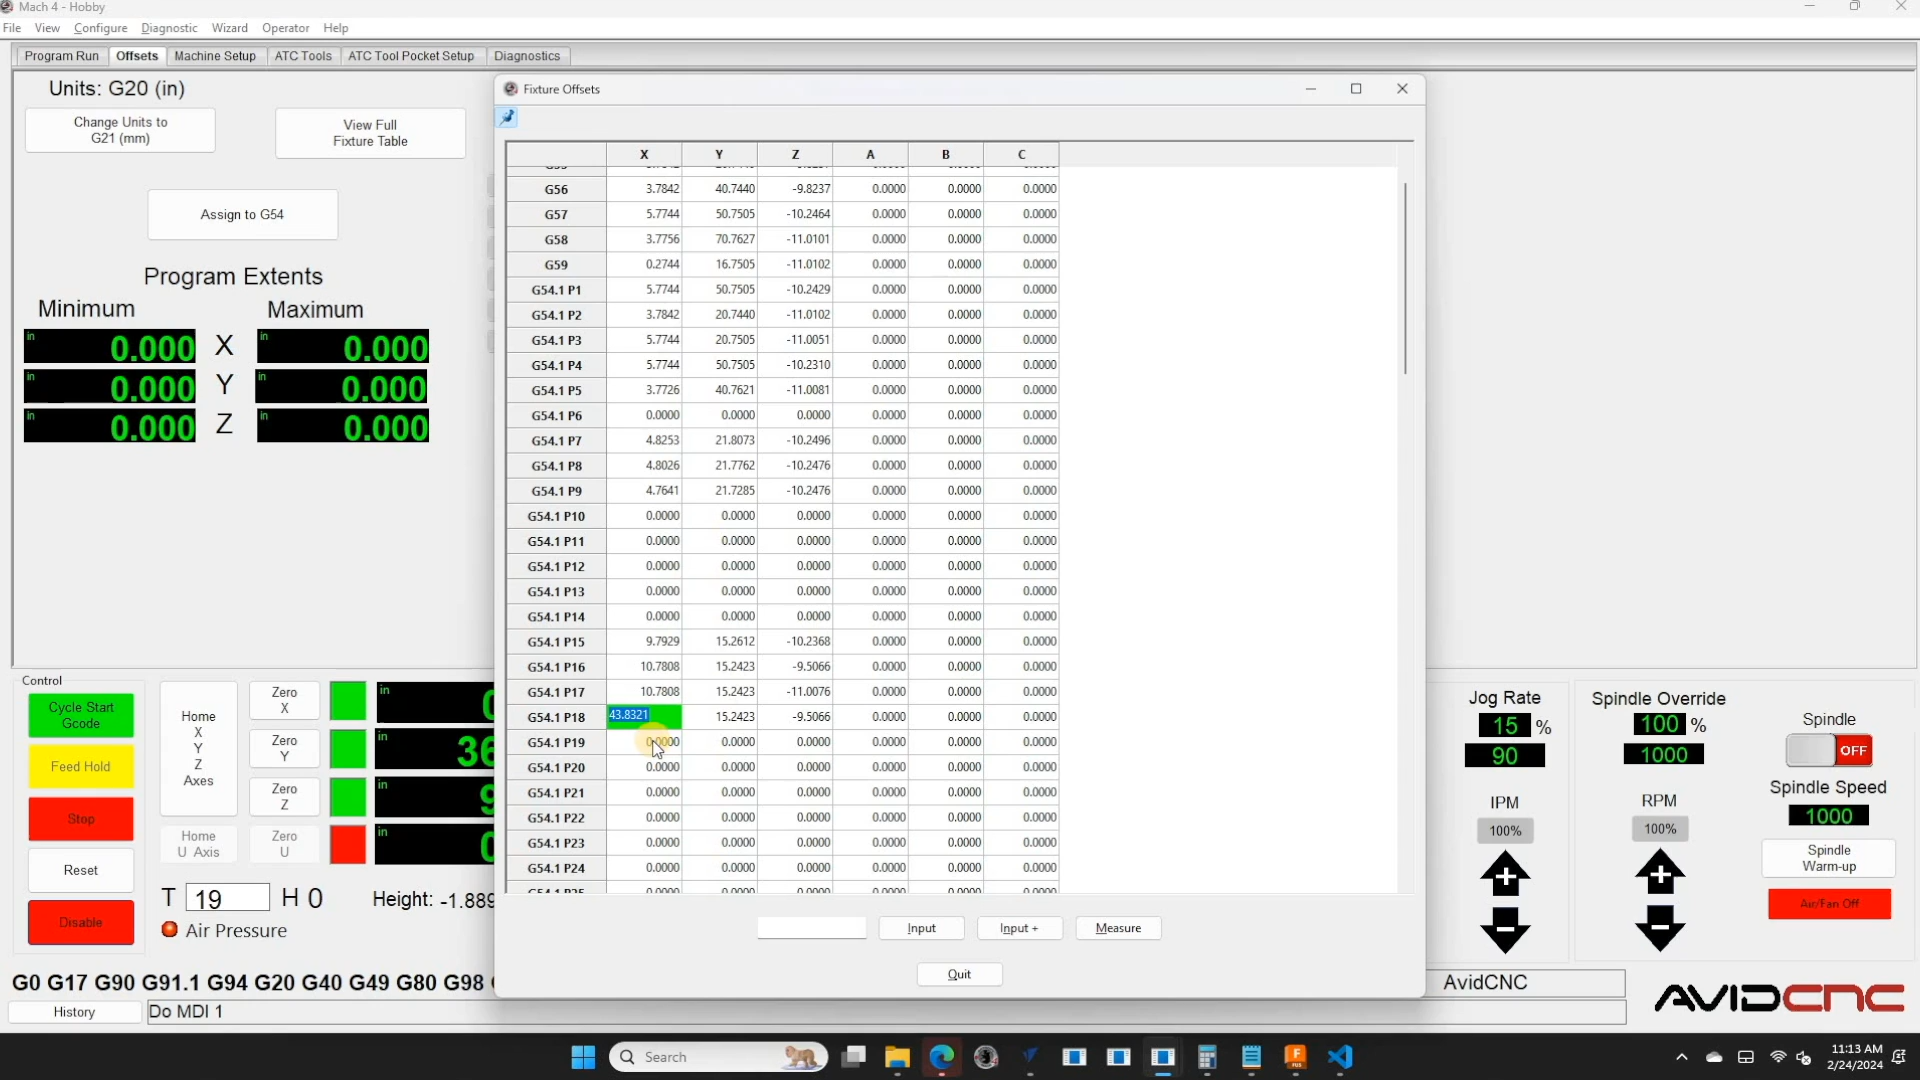 Mach 4 - Hobby
File View Configure Diagnostic Wizard Operator Help
Program Run Offsets Machine Setup ATC Tools ATC Tool Pocket Setup Diagnostics
Units: G20 (in)
Change Units to
G21 (mm)
View Full
Fixture Table
Assign to G54
Program Extents
Minimum Maximum
in 0.000 X in 0.000
in 0.000 Y in 0.000
in 0.000 Z in 0.000
Fixture Offsets
X Y Z A B C
G56 3.7842 40.7440 -9.8237 0.0000 0.0000 0.0000
G57 5.7744 50.7505 -10.2464 0.0000 0.0000 0.0000
G58 3.7756 70.7627 -11.0101 0.0000 0.0000 0.0000
G59 0.2744 16.7505 -11.0102 0.0000 0.0000 0.0000
G54.1 P1 5.7744 50.7505 -10.2429 0.0000 0.0000 0.0000
G54.1 P2 3.7842 20.7440 -11.0102 0.0000 0.0000 0.0000
G54.1 P3 5.7744 20.7505 -11.0051 0.0000 0.0000 0.0000
G54.1 P4 5.7744 50.7505 -10.2310 0.0000 0.0000 0.0000
G54.1 P5 3.7726 40.7621 -11.0081 0.0000 0.0000 0.0000
G54.1 P6 0.0000 0.0000 0.0000 0.0000 0.0000 0.0000
G54.1 P7 4.8253 21.8073 -10.2496 0.0000 0.0000 0.0000
G54.1 P8 4.8026 21.7762 -10.2476 0.0000 0.0000 0.0000
G54.1 P9 4.7641 21.7285 -10.2476 0.0000 0.0000 0.0000
G54.1 P10 0.0000 0.0000 0.0000 0.0000 0.0000 0.0000
G54.1 P11 0.0000 0.0000 0.0000 0.0000 0.0000 0.0000
G54.1 P12 0.0000 0.0000 0.0000 0.0000 0.0000 0.0000
G54.1 P13 0.0000 0.0000 0.0000 0.0000 0.0000 0.0000
G54.1 P14 0.0000 0.0000 0.0000 0.0000 0.0000 0.0000
G54.1 P15 9.7929 15.2612 -10.2368 0.0000 0.0000 0.0000
G54.1 P16 10.7808 15.2423 -9.5066 0.0000 0.0000 0.0000
G54.1 P17 10.7808 15.2423 -11.0076 0.0000 0.0000 0.0000
G54.1 P18 43.8321 15.2423 -9.5066 0.0000 0.0000 0.0000
G54.1 P19 0.0000 0.0000 0.0000 0.0000 0.0000 0.0000
G54.1 P20 0.0000 0.0000 0.0000 0.0000 0.0000 0.0000
G54.1 P21 0.0000 0.0000 0.0000 0.0000 0.0000 0.0000
G54.1 P22 0.0000 0.0000 0.0000 0.0000 0.0000 0.0000
G54.1 P23 0.0000 0.0000 0.0000 0.0000 0.0000 0.0000
G54.1 P24 0.0000 0.0000 0.0000 0.0000 0.0000 0.0000
Input Input + Measure
Quit
Control
Cycle Start
Gcode
Feed Hold
Stop
Reset
Disable
Home
X
Y
Z
Axes
Home
U Axis
Zero
X
in
Zero
Y
in 36
Zero
Z
in
Zero
U
in
T 19 H 0 Height: -1.889
Air Pressure
G0 G17 G90 G91.1 G94 G20 G40 G49 G80 G98
History Do MDI 1
Jog Rate
15 %
90
IPM
100%
+
-
Spindle Override
100 %
1000
RPM
100%
+
-
Spindle
OFF
Spindle Speed
1000
Spindle
Warm-up
Air/Fan Off
AvidCNC
AVIDCNC
Search
11:13 AM
2/24/2024